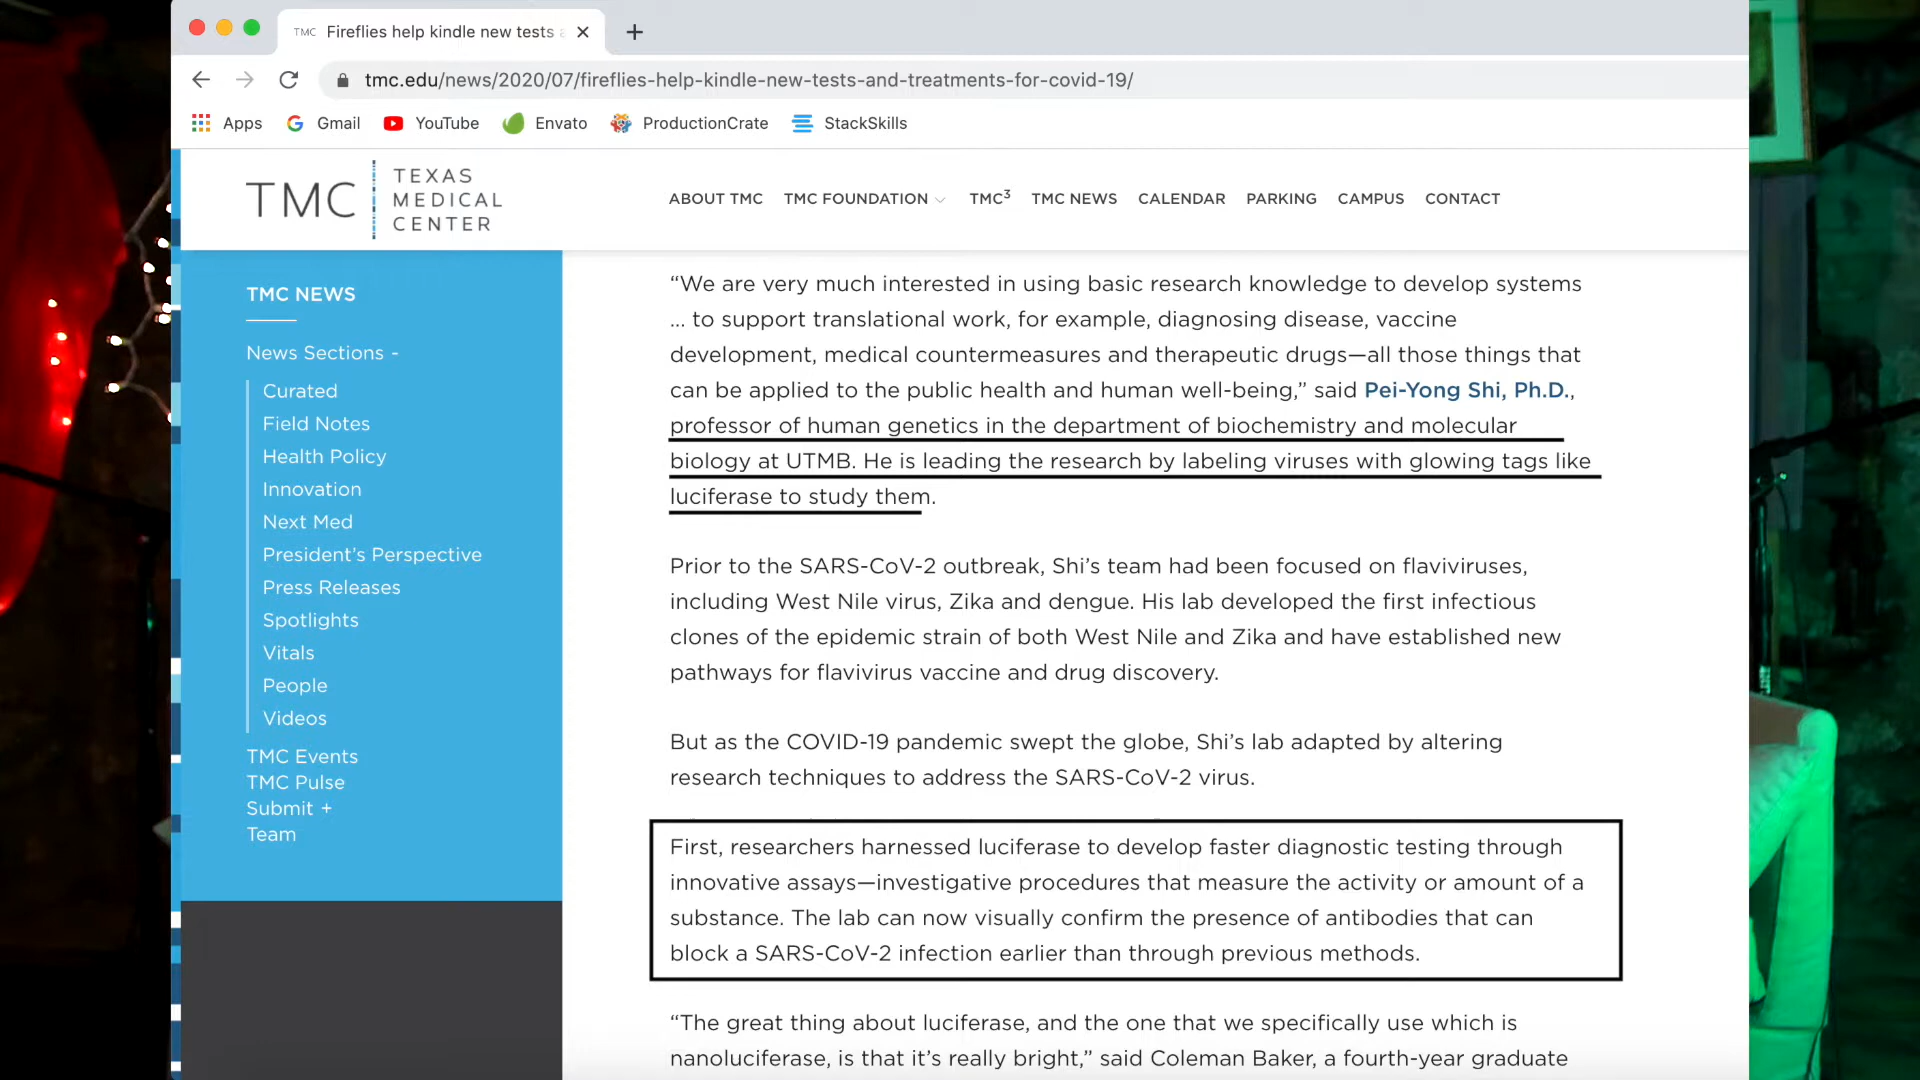 TMC Fireflies help kindle new tests
tmc.edu/news/2020/07/fireflies-help-kindle-new-tests-and-treatments-for-covid-19/
Apps Gmail YouTube Envato ProductionCrate StackSkills
TMC
TEXAS
MEDICAL
CENTER
ABOUT TMC TMC FOUNDATION TMC³ TMC NEWS CALENDAR PARKING CAMPUS CONTACT
TMC NEWS
News Sections -
Curated
Field Notes
Health Policy
Innovation
Next Med
President’s Perspective
Press Releases
Spotlights
Vitals
People
Videos
TMC Events
TMC Pulse
Submit +
Team
“We are very much interested in using basic research knowledge to develop systems
... to support translational work, for example, diagnosing disease, vaccine
development, medical countermeasures and therapeutic drugs—all those things that
can be applied to the public health and human well-being,” said Pei-Yong Shi, Ph.D.,
professor of human genetics in the department of biochemistry and molecular
biology at UTMB. He is leading the research by labeling viruses with glowing tags like
luciferase to study them.
Prior to the SARS-CoV-2 outbreak, Shi’s team had been focused on flaviviruses,
including West Nile virus, Zika and dengue. His lab developed the first infectious
clones of the epidemic strain of both West Nile and Zika and have established new
pathways for flavivirus vaccine and drug discovery.
But as the COVID-19 pandemic swept the globe, Shi’s lab adapted by altering
research techniques to address the SARS-CoV-2 virus.
First, researchers harnessed luciferase to develop faster diagnostic testing through
innovative assays—investigative procedures that measure the activity or amount of a
substance. The lab can now visually confirm the presence of antibodies that can
block a SARS-CoV-2 infection earlier than through previous methods.
“The great thing about luciferase, and the one that we specifically use which is
nanoluciferase, is that it’s really bright,” said Coleman Baker, a fourth-year graduate